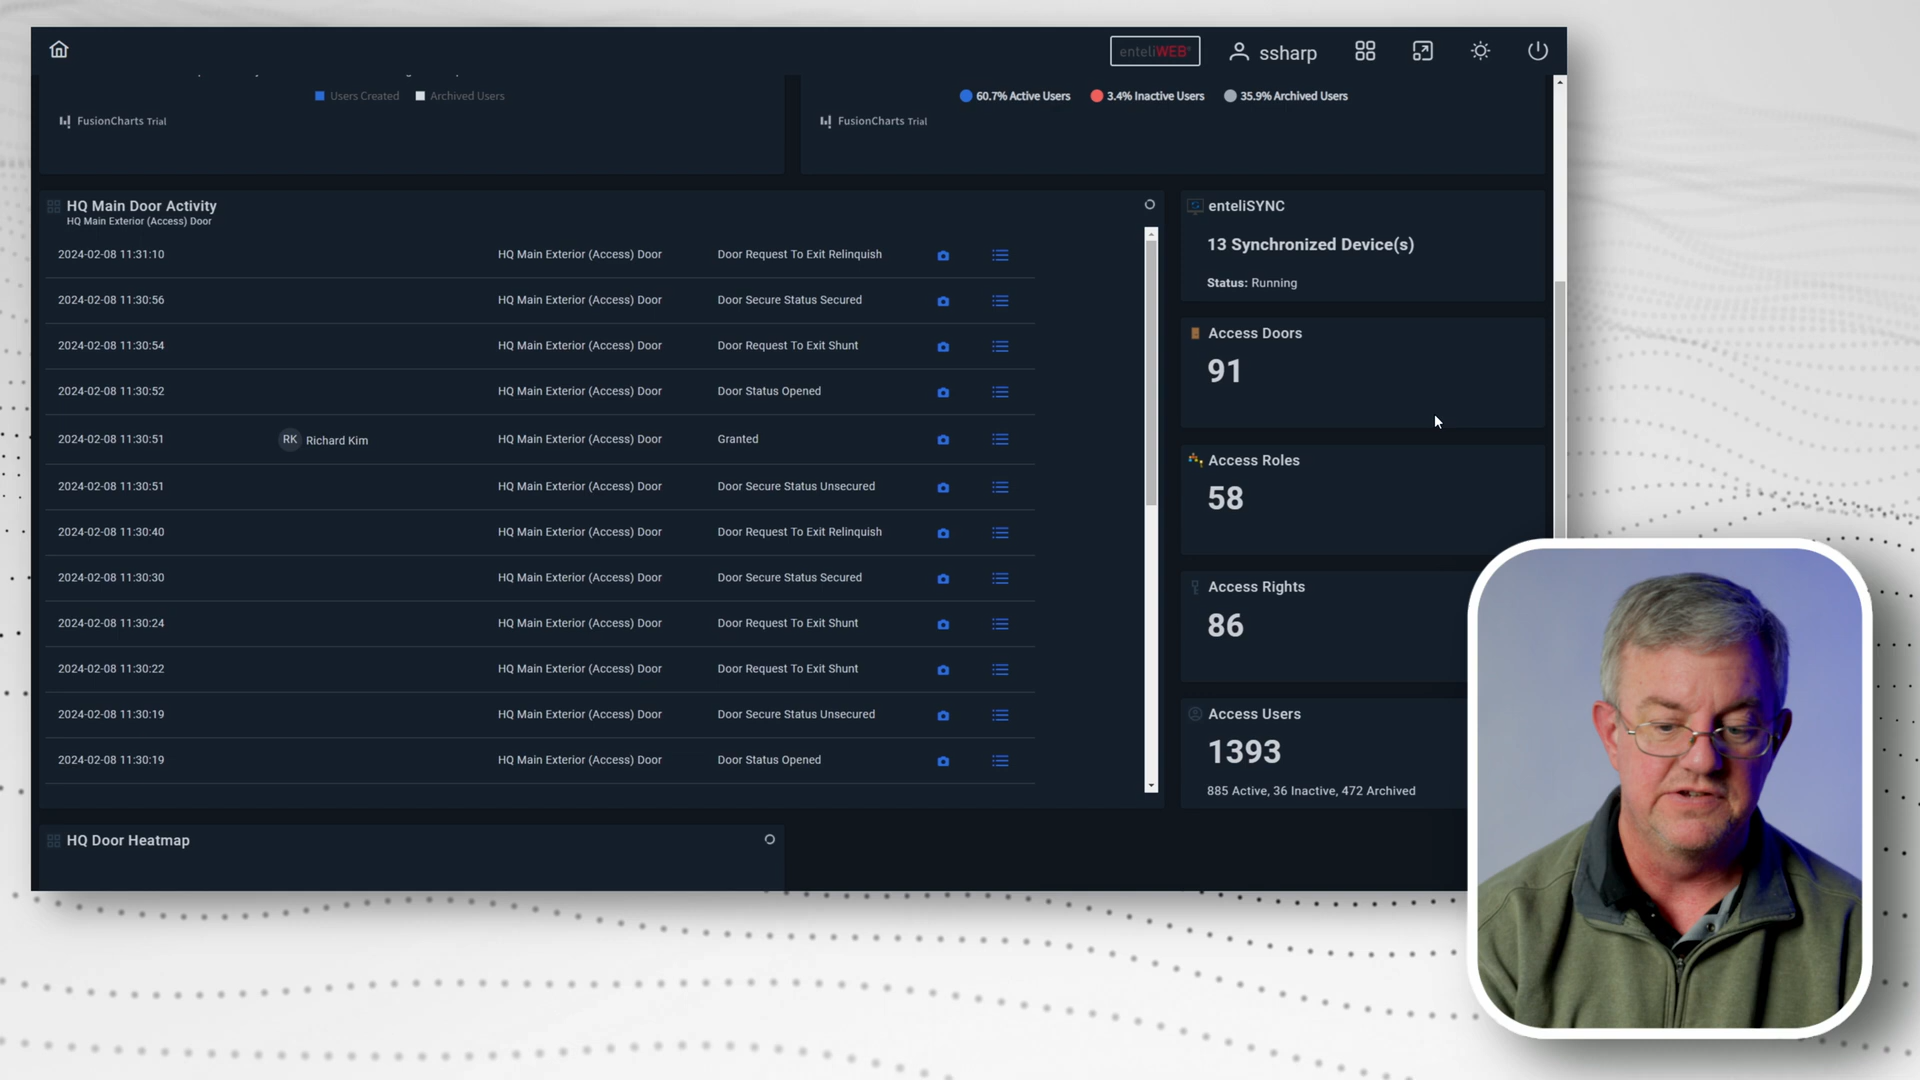 enteliWEB
ssharp
Users Created
Archived Users
60.7% Active Users
3.4% Inactive Users
35.9% Archived Users
FusionCharts Trial
FusionCharts Trial
HQ Main Door Activity
HQ Main Exterior (Access) Door
2024-02-08 11:31:10 HQ Main Exterior (Access) Door Door Request To Exit Relinquish
2024-02-08 11:30:56 HQ Main Exterior (Access) Door Door Secure Status Secured
2024-02-08 11:30:54 HQ Main Exterior (Access) Door Door Request To Exit Shunt
2024-02-08 11:30:52 HQ Main Exterior (Access) Door Door Status Opened
2024-02-08 11:30:51 RK Richard Kim HQ Main Exterior (Access) Door Granted
2024-02-08 11:30:51 HQ Main Exterior (Access) Door Door Secure Status Unsecured
2024-02-08 11:30:40 HQ Main Exterior (Access) Door Door Request To Exit Relinquish
2024-02-08 11:30:30 HQ Main Exterior (Access) Door Door Secure Status Secured
2024-02-08 11:30:24 HQ Main Exterior (Access) Door Door Request To Exit Shunt
2024-02-08 11:30:22 HQ Main Exterior (Access) Door Door Request To Exit Shunt
2024-02-08 11:30:19 HQ Main Exterior (Access) Door Door Secure Status Unsecured
2024-02-08 11:30:19 HQ Main Exterior (Access) Door Door Status Opened
enteliSYNC
13 Synchronized Device(s)
Status: Running
Access Doors
91
Access Roles
58
Access Rights
86
Access Users
1393
885 Active, 36 Inactive, 472 Archived
HQ Door Heatmap